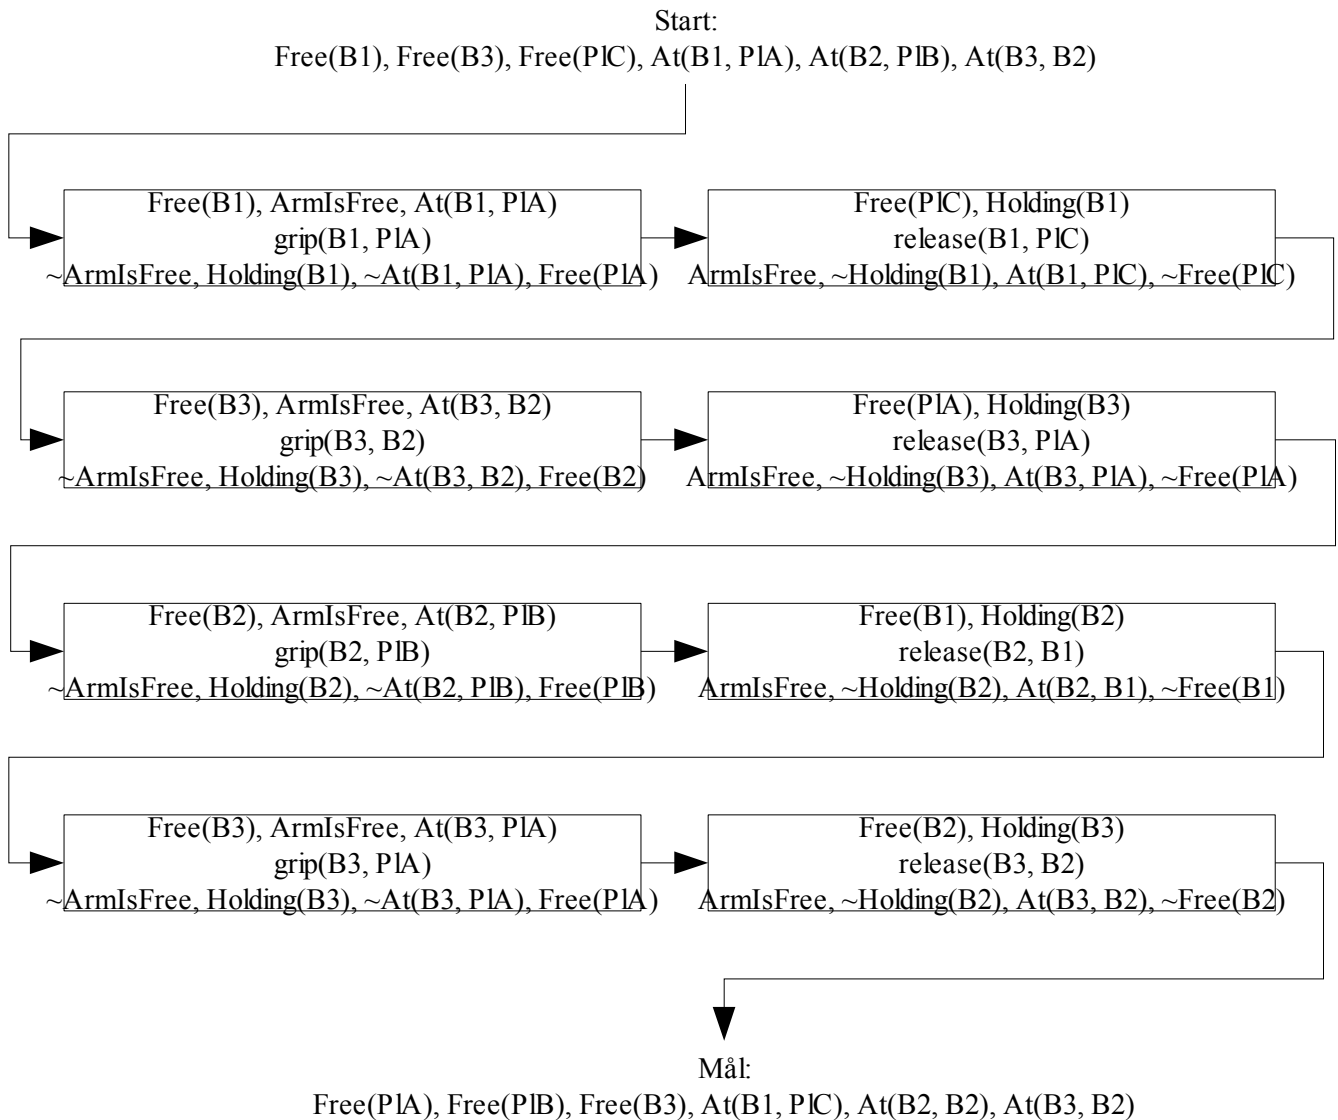 Start:
Free(B1), Free(B3), Free(PlC), At(B1, PlA), At(B2, PlB), At(B3, B2)
Free(B1), ArmIsFree, At(B1, PlA)
grip(B1, PlA)
~ArmIsFree, Holding(B1), ~At(B1, PlA), Free(PlA)
Free(PlC), Holding(B1)
release(B1, PlC)
ArmIsFree, ~Holding(B1), At(B1, PlC), ~Free(PlC)
Free(B3), ArmIsFree, At(B3, B2)
grip(B3, B2)
~ArmIsFree, Holding(B3), ~At(B3, B2), Free(B2)
Free(PlA), Holding(B3)
release(B3, PlA)
ArmIsFree, ~Holding(B3), At(B3, PlA), ~Free(PlA)
Free(B2), ArmIsFree, At(B2, PlB)
grip(B2, PlB)
~ArmIsFree, Holding(B2), ~At(B2, PlB), Free(PlB)
Free(B1), Holding(B2)
release(B2, B1)
ArmIsFree, ~Holding(B2), At(B2, B1), ~Free(B1)
Free(B3), ArmIsFree, At(B3, PlA)
grip(B3, PlA)
~ArmIsFree, Holding(B3), ~At(B3, PlA), Free(PlA)
Free(B2), Holding(B3)
release(B3, B2)
ArmIsFree, ~Holding(B2), At(B3, B2), ~Free(B2)
Mål:
Free(PlA), Free(PlB), Free(B3), At(B1, PlC), At(B2, B2), At(B3, B2)